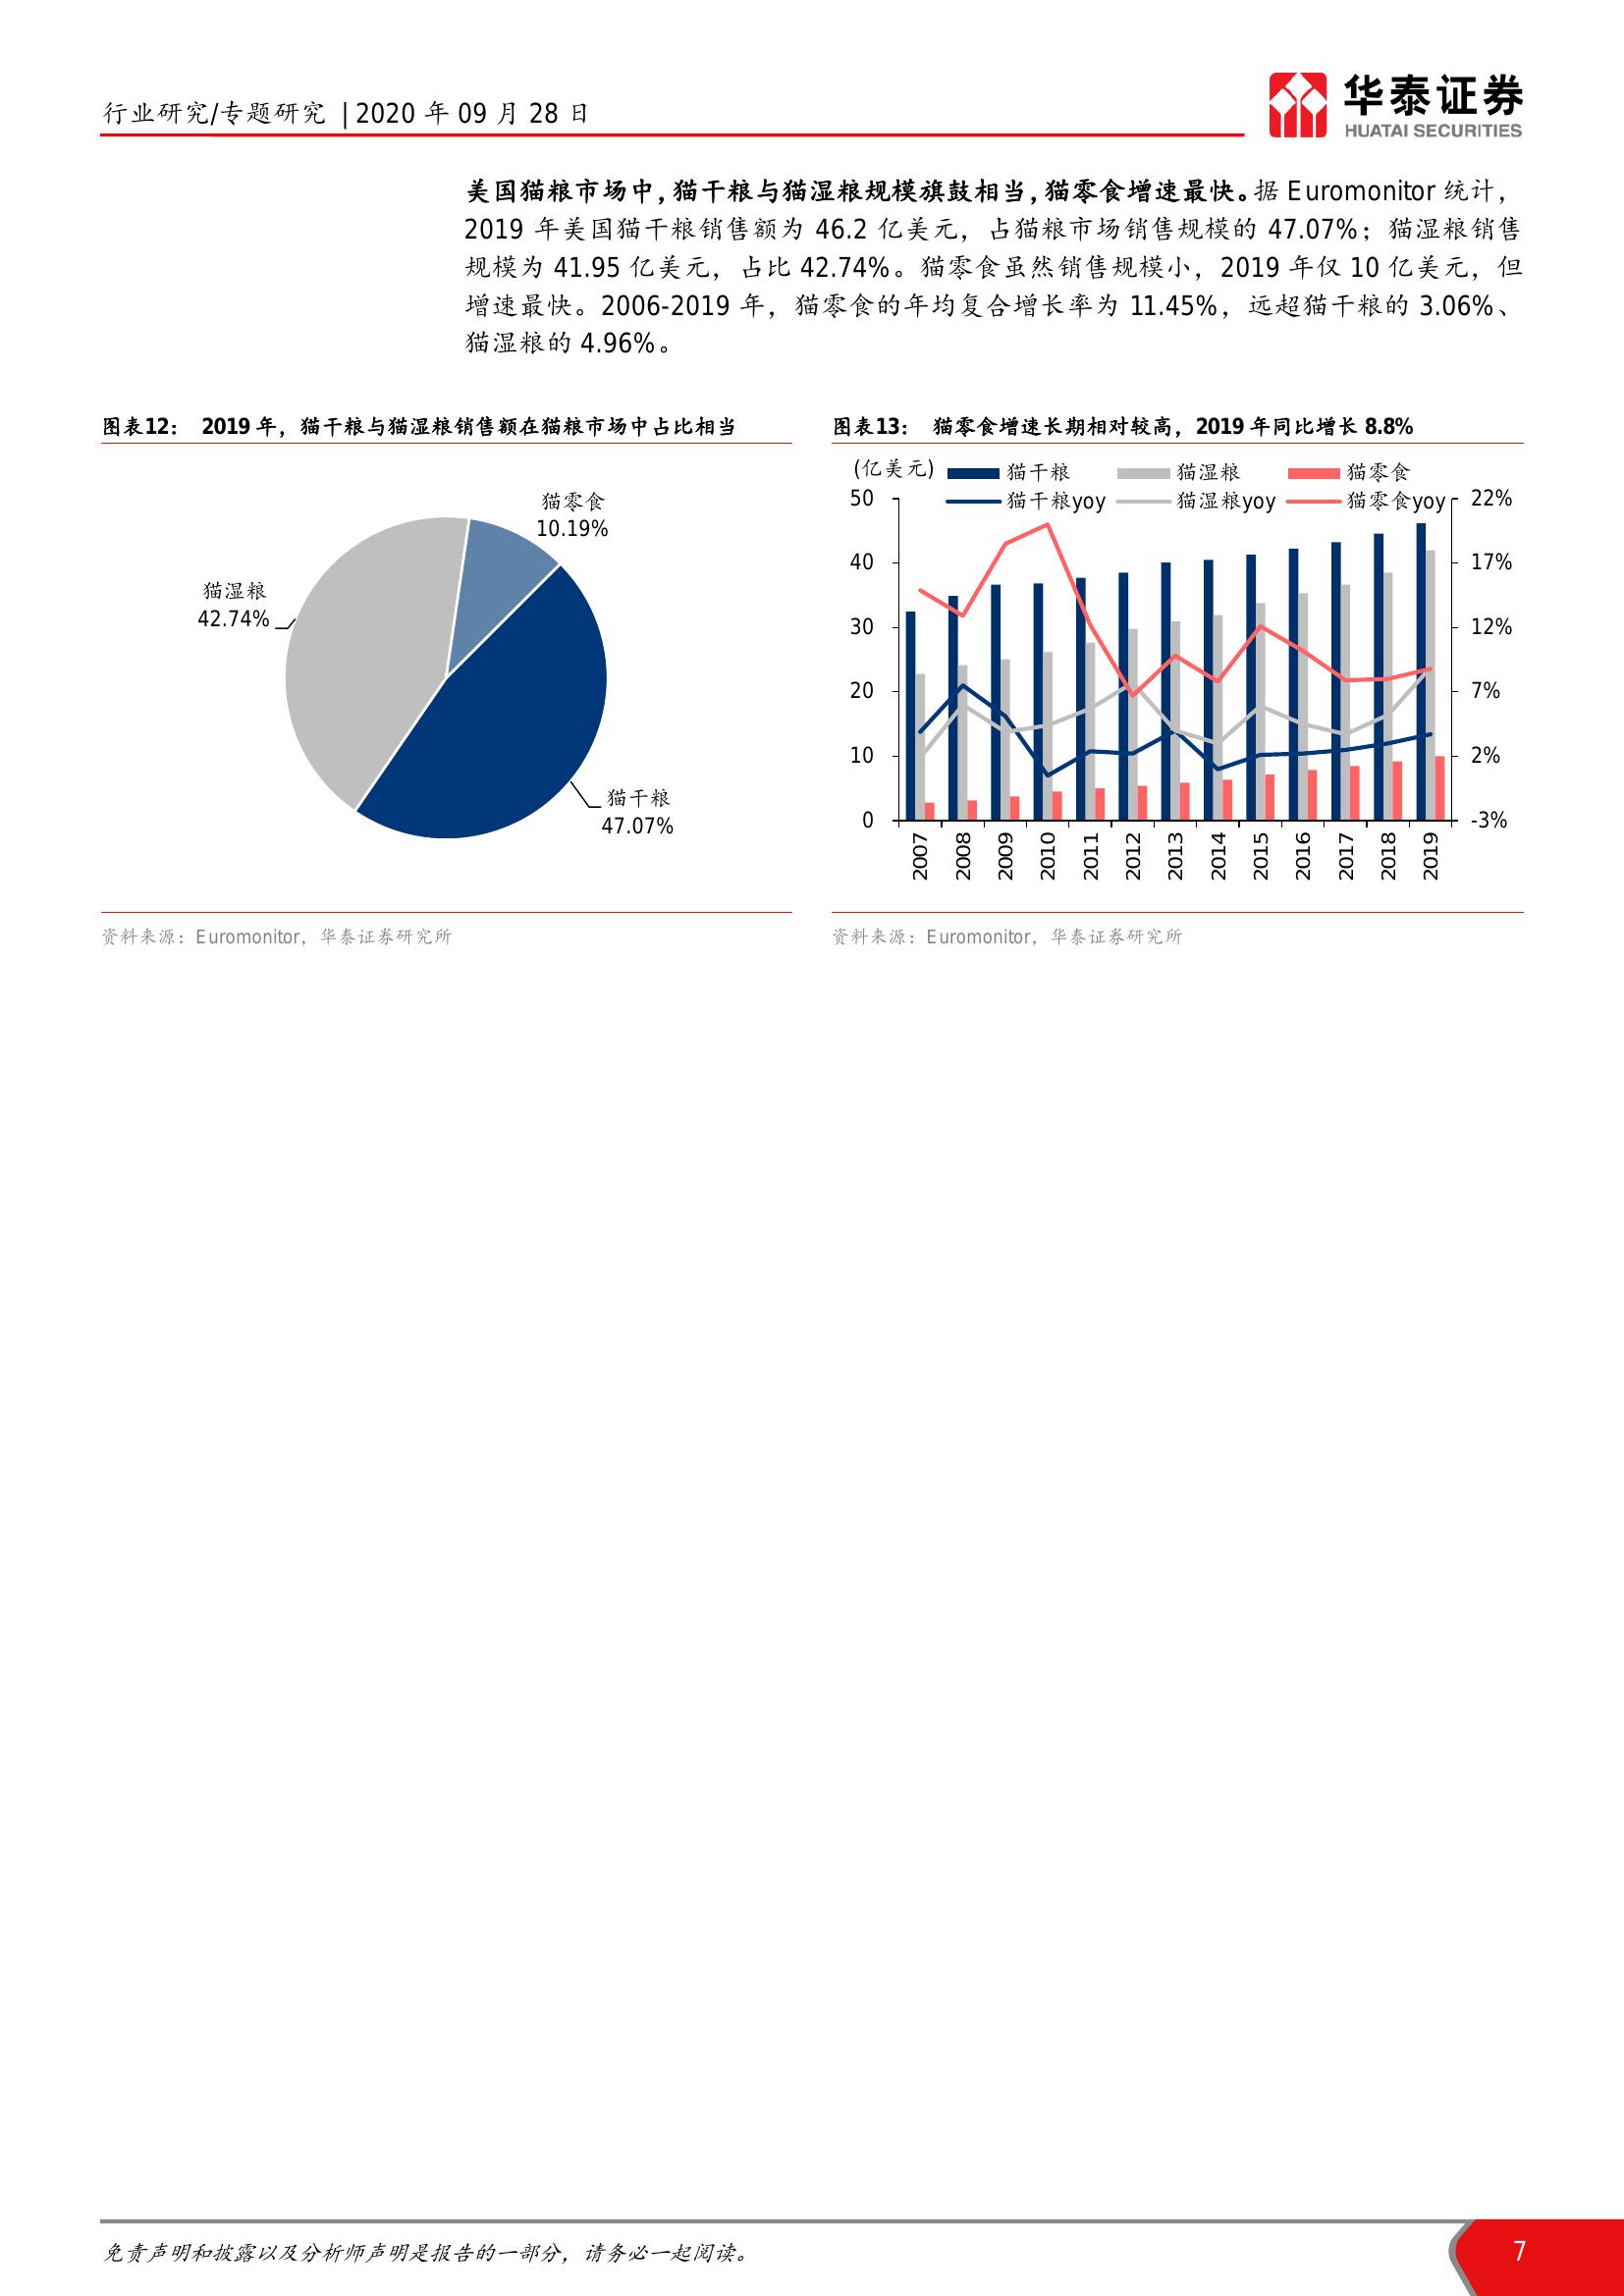 行业研究/专题研究 | 2020 年 09 月 28 日
华泰证券
HUATAI SECURITIES
美国猫粮市场中,猫干粮与猫湿粮规模旗鼓相当,猫零食增速最快。据 Euromonitor 统计，
2019 年美国猫干粮销售额为 46.2 亿美元，占猫粮市场销售规模的 47.07%；猫湿粮销售
规模为 41.95 亿美元，占比 42.74%。猫零食虽然销售规模小，2019 年仅 10 亿美元，但
增速最快。2006-2019 年，猫零食的年均复合增长率为 11.45%，远超猫干粮的 3.06%、
猫湿粮的 4.96%。
图表12： 2019 年，猫干粮与猫湿粮销售额在猫粮市场中占比相当
猫零食
10.19%
猫湿粮
42.74%
猫干粮
47.07%
资料来源：Euromonitor，华泰证券研究所
图表13： 猫零食增速长期相对较高，2019 年同比增长 8.8%
(亿美元) 猫干粮 猫湿粮 猫零食
猫干粮yoy 猫湿粮yoy 猫零食yoy
50 22%
40 17%
30 12%
20 7%
10 2%
0 -3%
2007 2008 2009 2010 2011 2012 2013 2014 2015 2016 2017 2018 2019
资料来源：Euromonitor，华泰证券研究所
免责声明和披露以及分析师声明是报告的一部分，请务必一起阅读。
7